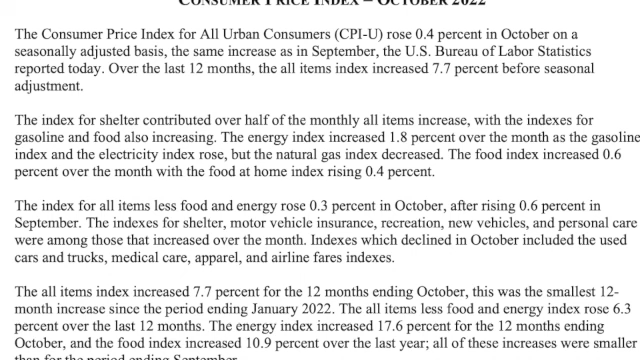 CONSUMER PRICE INDEX – OCTOBER 2022
The Consumer Price Index for All Urban Consumers (CPI-U) rose 0.4 percent in October on a
seasonally adjusted basis, the same increase as in September, the U.S. Bureau of Labor Statistics
reported today. Over the last 12 months, the all items index increased 7.7 percent before seasonal
adjustment.
The index for shelter contributed over half of the monthly all items increase, with the indexes for
gasoline and food also increasing. The energy index increased 1.8 percent over the month as the gasoline
index and the electricity index rose, but the natural gas index decreased. The food index increased 0.6
percent over the month with the food at home index rising 0.4 percent.
The index for all items less food and energy rose 0.3 percent in October, after rising 0.6 percent in
September. The indexes for shelter, motor vehicle insurance, recreation, new vehicles, and personal care
were among those that increased over the month. Indexes which declined in October included the used
cars and trucks, medical care, apparel, and airline fares indexes.
The all items index increased 7.7 percent for the 12 months ending October, this was the smallest 12-
month increase since the period ending January 2022. The all items less food and energy index rose 6.3
percent over the last 12 months. The energy index increased 17.6 percent for the 12 months ending
October, and the food index increased 10.9 percent over the last year; all of these increases were smaller
than for the period ending September.